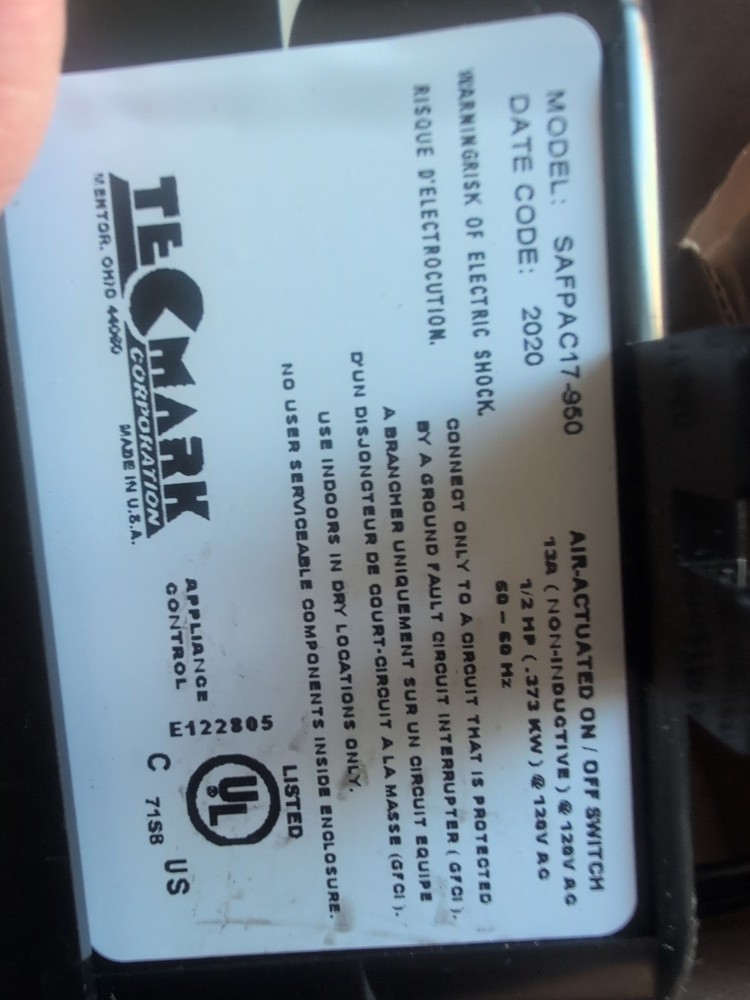 MODEL: SAFPAC17-950
DATE CODE: 2020
AIR-ACTUATED ON / OFF SWITCH
13A ( NON-INDUCTIVE ) @ 120V AC
1/2 HP ( .373 KW ) @ 120V AC
50 – 60 Hz
WARNINGRISK OF ELECTRIC SHOCK.
RISQUE D'ELECTROCUTION.
CONNECT ONLY TO A CIRCUIT THAT IS PROTECTED
BY A GROUND FAULT CIRCUIT INTERRUPTER ( GFCI ).
A BRANCHER UNIQUEMENT SUR UN CIRCUIT EQUIPE
D'UN DISJONCTEUR DE COURT-CIRCUIT A LA MASSE (GFCI ).
USE INDOORS IN DRY LOCATIONS ONLY.
NO USER SERVICEABLE COMPONENTS INSIDE ENCLOSURE.
TECMARK
CORPORATION
MENTOR, OHIO 44060
MADE IN U.S.A.
APPLIANCE
CONTROL
E122805
LISTED
UL
®
C US
71S8